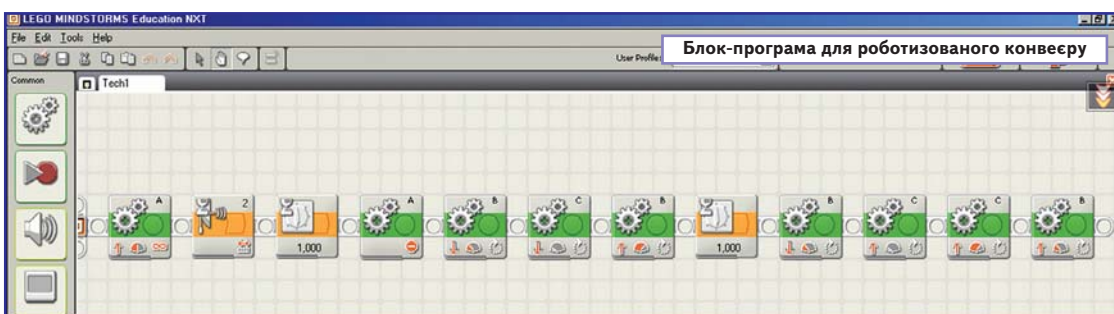 LEGO MINDSTORMS Education NXT
File Edit Tools Help
User Profile:
Блок-програма для роботизованого конвеєру
Common
Tech1
A 2 A B C B B C C B
1,000 1,000